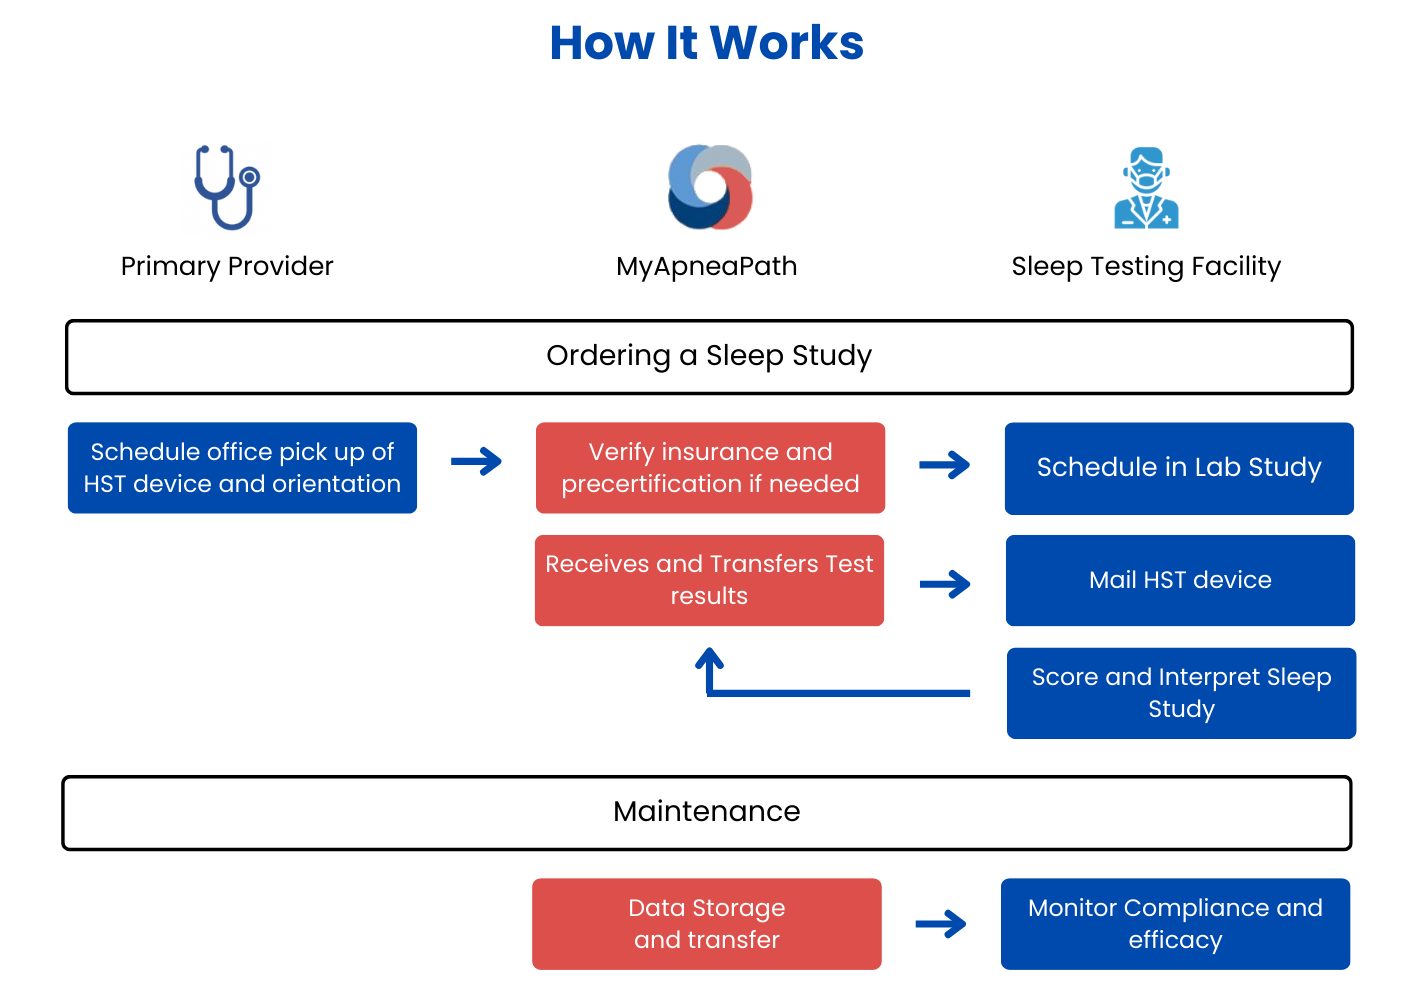 How It Works
Primary Provider
MyApneaPath
Sleep Testing Facility
Ordering a Sleep Study
Schedule office pick up of
HST device and orientation
Verify insurance and
precertification if needed
Schedule in Lab Study
Receives and Transfers Test
results
Mail HST device
Score and Interpret Sleep
Study
Maintenance
Data Storage
and transfer
Monitor Compliance and
efficacy